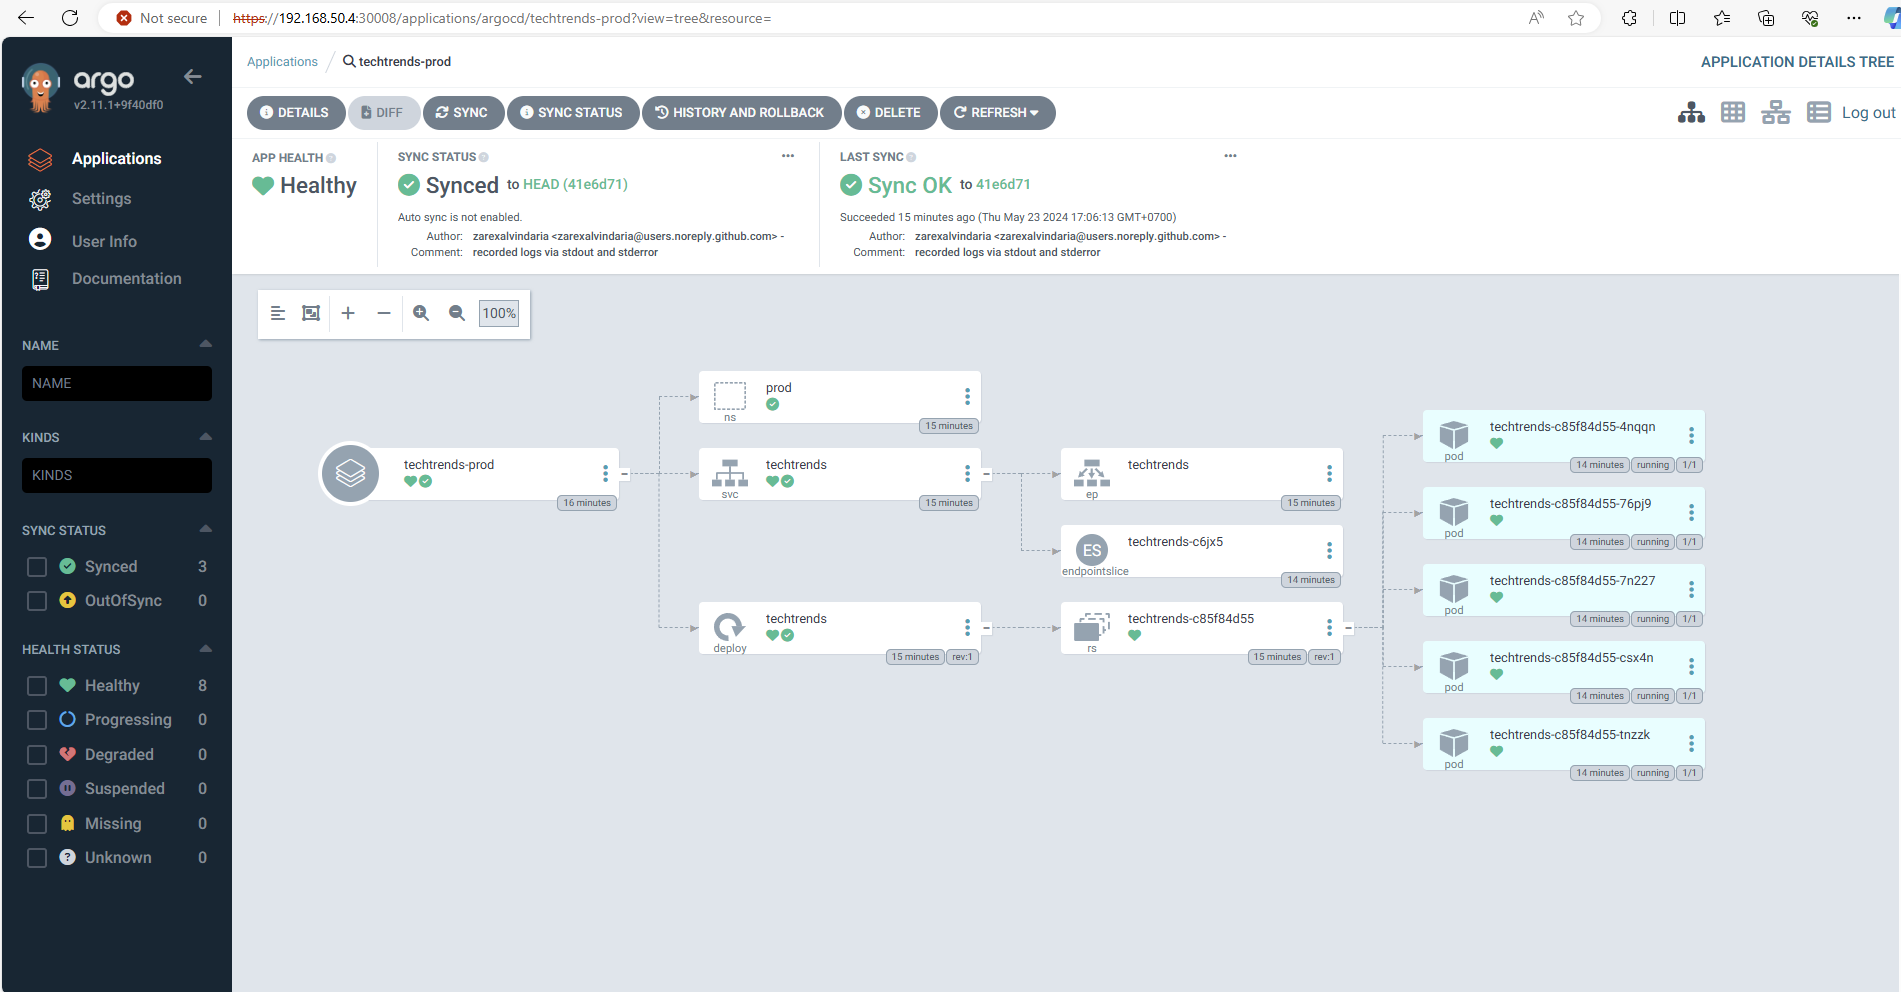 Not secure https://192.168.50.4:30008/applications/argocd/techtrends-prod?view=tree&resource=
argo
v2.11.1+9f40df0
Applications
Settings
User Info
Documentation
NAME
NAME
KINDS
KINDS
SYNC STATUS
Synced 3
OutOfSync 0
HEALTH STATUS
Healthy 8
Progressing 0
Degraded 0
Suspended 0
Missing 0
Unknown 0
Applications / techtrends-prod
APPLICATION DETAILS TREE
DETAILS DIFF SYNC SYNC STATUS HISTORY AND ROLLBACK DELETE REFRESH
Log out
APP HEALTH
Healthy
SYNC STATUS
Synced to HEAD (41e6d71)
Auto sync is not enabled.
Author: zarexalvindaria <zarexalvindaria@users.noreply.github.com> -
Comment: recorded logs via stdout and stderror
LAST SYNC
Sync OK to 41e6d71
Succeeded 15 minutes ago (Thu May 23 2024 17:06:13 GMT+0700)
Author: zarexalvindaria <zarexalvindaria@users.noreply.github.com> -
Comment: recorded logs via stdout and stderror
100%
techtrends-prod
16 minutes
prod
ns
15 minutes
techtrends
svc
15 minutes
techtrends
deploy
15 minutes rev:1
techtrends
ep
15 minutes
ES
techtrends-c6jx5
endpointslice
14 minutes
techtrends-c85f84d55
rs
15 minutes rev:1
techtrends-c85f84d55-4nqqn
pod
14 minutes running 1/1
techtrends-c85f84d55-76pj9
pod
14 minutes running 1/1
techtrends-c85f84d55-7n227
pod
14 minutes running 1/1
techtrends-c85f84d55-csx4n
pod
14 minutes running 1/1
techtrends-c85f84d55-tnzzk
pod
14 minutes running 1/1